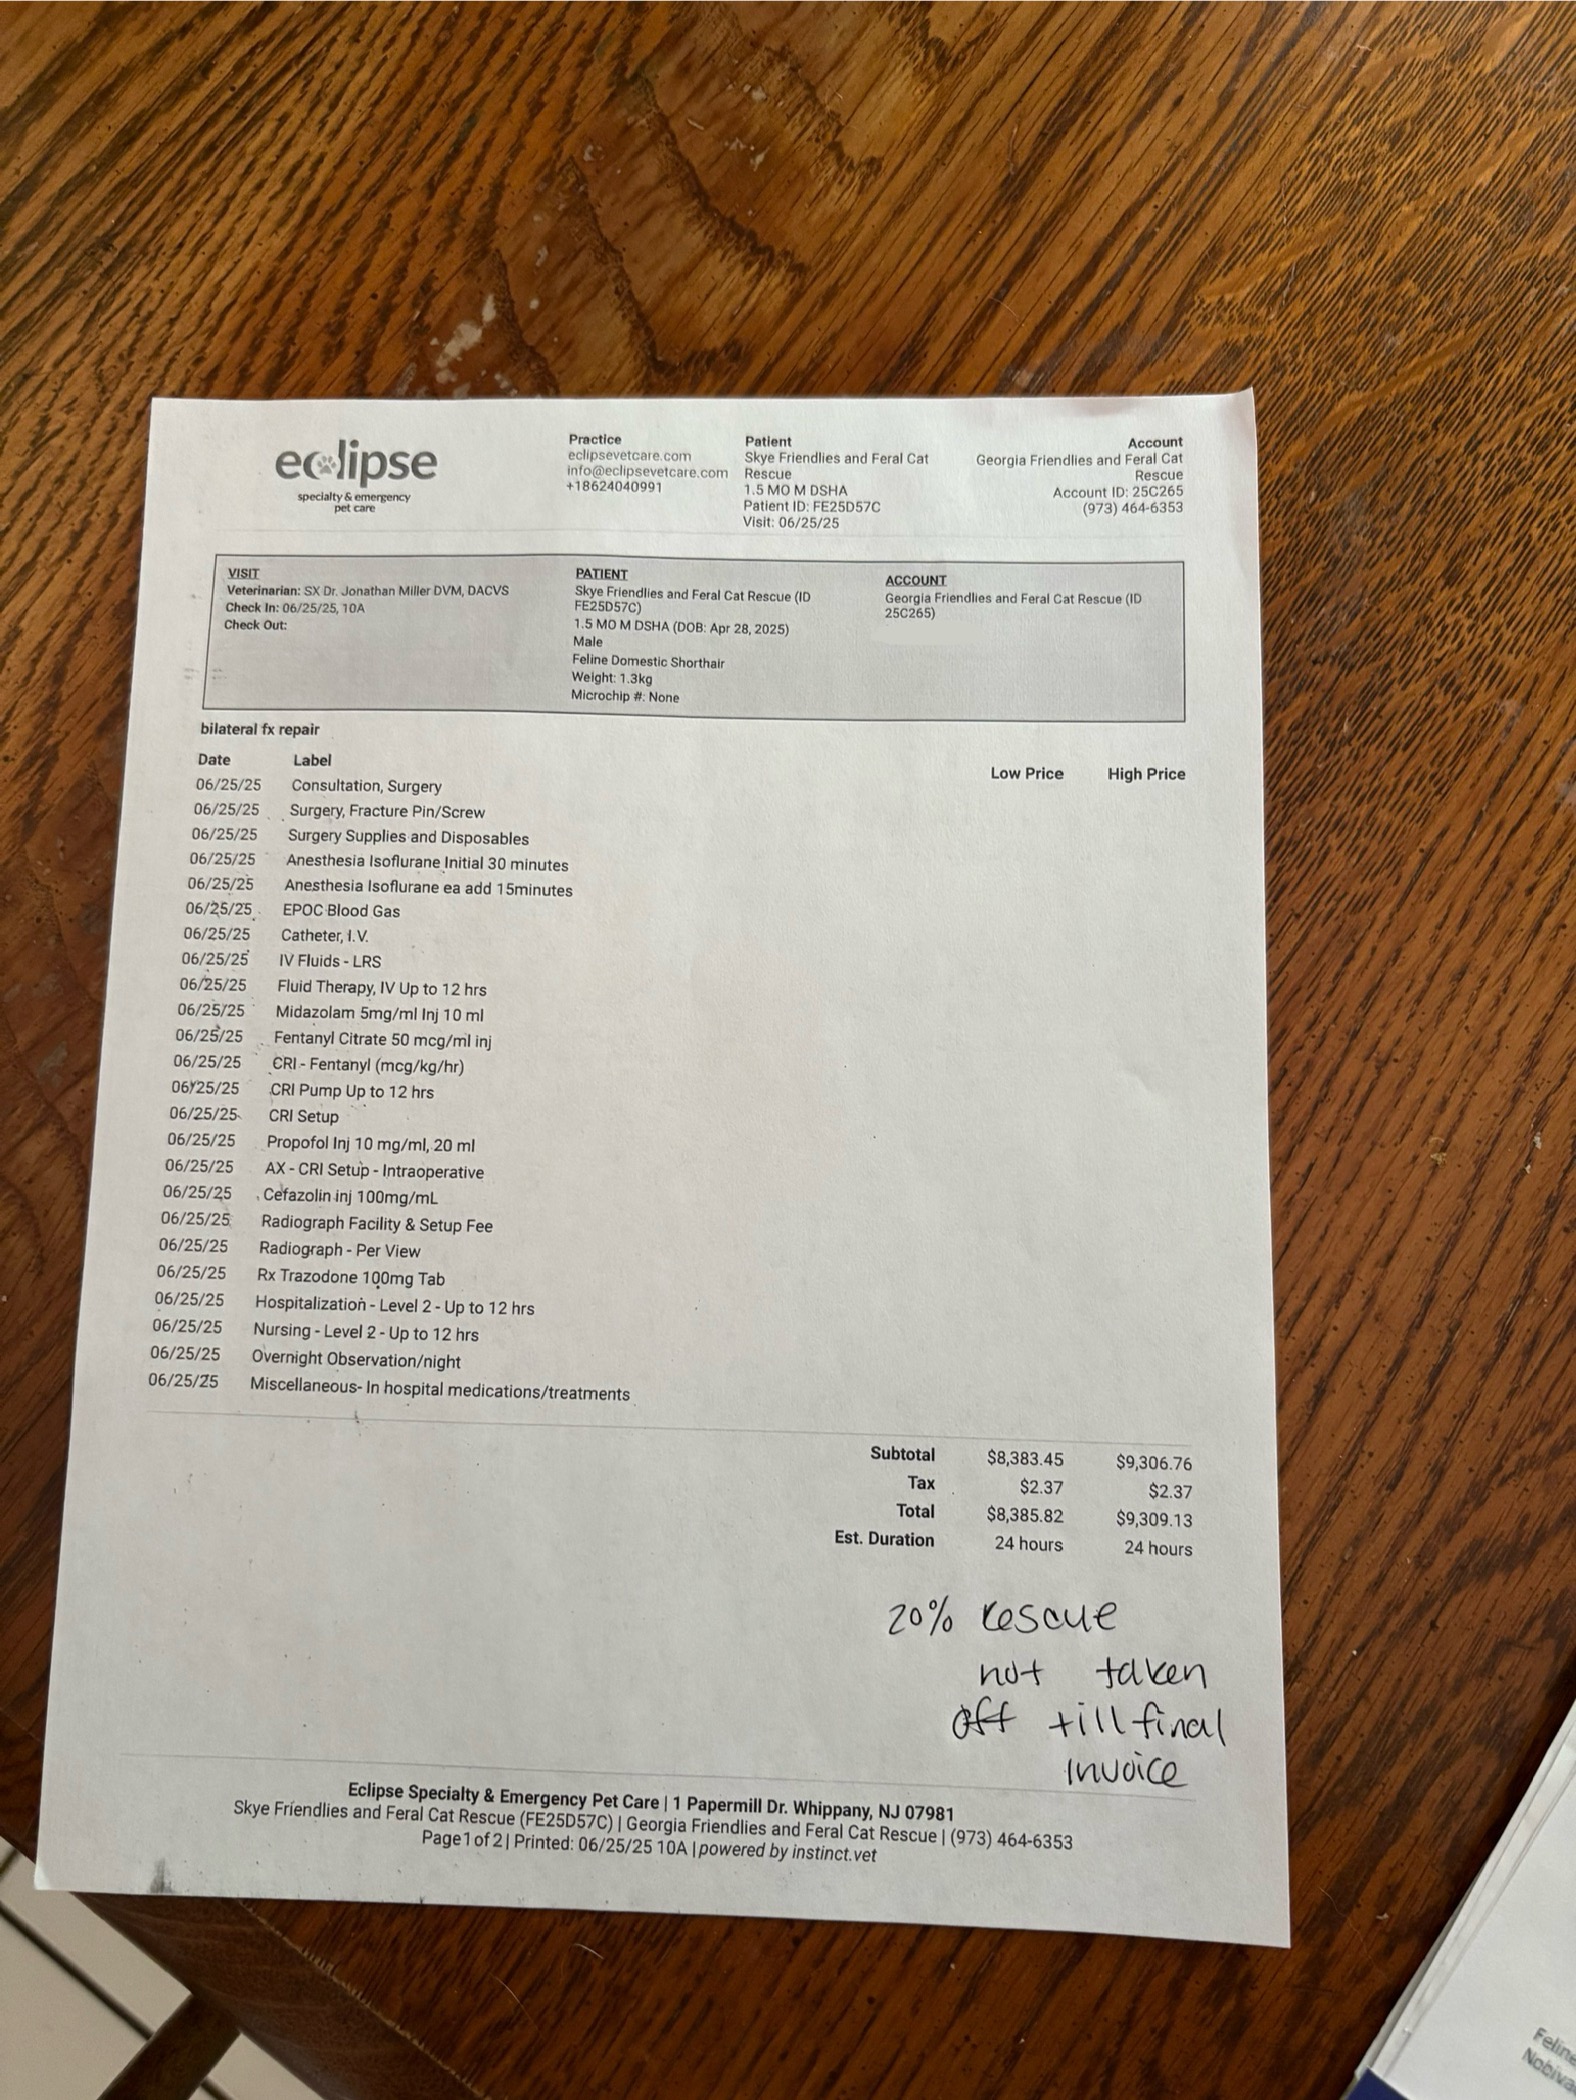 eclipse
specialty & emergency
pet care
Practice
eclipsevetcare.com
info@eclipsevetcare.com
+18624040991
Patient
Skye Friendlies and Feral Cat
Rescue
1.5 MO M DSHA
Patient ID: FE25D57C
Visit: 06/25/25
Account
Georgia Friendlies and Feral Cat
Rescue
Account ID: 25C265
(973) 464-6353
VISIT
Veterinarian: SX Dr. Jonathan Miller DVM, DACVS
Check In: 06/25/25, 10A
Check Out:
PATIENT
Skye Friendlies and Feral Cat Rescue (ID
FE25D57C)
1.5 MO M DSHA (DOB: Apr 28, 2025)
Male
Feline Domestic Shorthair
Weight: 1.3kg
Microchip #: None
ACCOUNT
Georgia Friendlies and Feral Cat Rescue (ID
25C265)
bilateral fx repair
Date Label Low Price High Price
06/25/25 Consultation, Surgery
06/25/25 Surgery, Fracture Pin/Screw
06/25/25 Surgery Supplies and Disposables
06/25/25 Anesthesia Isoflurane Initial 30 minutes
06/25/25 Anesthesia Isoflurane ea add 15minutes
06/25/25 EPOC Blood Gas
06/25/25 Catheter, I.V.
06/25/25 IV Fluids - LRS
06/25/25 Fluid Therapy, IV Up to 12 hrs
06/25/25 Midazolam 5mg/ml Inj 10 ml
06/25/25 Fentanyl Citrate 50 mcg/ml inj
06/25/25 CRI - Fentanyl (mcg/kg/hr)
06/25/25 CRI Pump Up to 12 hrs
06/25/25 CRI Setup
06/25/25 Propofol Inj 10 mg/ml, 20 ml
06/25/25 AX - CRI Setup - Intraoperative
06/25/25 Cefazolin inj 100mg/mL
06/25/25 Radiograph Facility & Setup Fee
06/25/25 Radiograph - Per View
06/25/25 Rx Trazodone 100mg Tab
06/25/25 Hospitalization - Level 2 - Up to 12 hrs
06/25/25 Nursing - Level 2 - Up to 12 hrs
06/25/25 Overnight Observation/night
06/25/25 Miscellaneous- In hospital medications/treatments
Subtotal $8,383.45 $9,306.76
Tax $2.37 $2.37
Total $8,385.82 $9,309.13
Est. Duration 24 hours 24 hours
20% rescue
not taken
off till final
invoice
Eclipse Specialty & Emergency Pet Care | 1 Papermill Dr. Whippany, NJ 07981
Skye Friendlies and Feral Cat Rescue (FE25D57C) | Georgia Friendlies and Feral Cat Rescue | (973) 464-6353
Page 1 of 2 | Printed: 06/25/25 10A | powered by instinct.vet
Feline